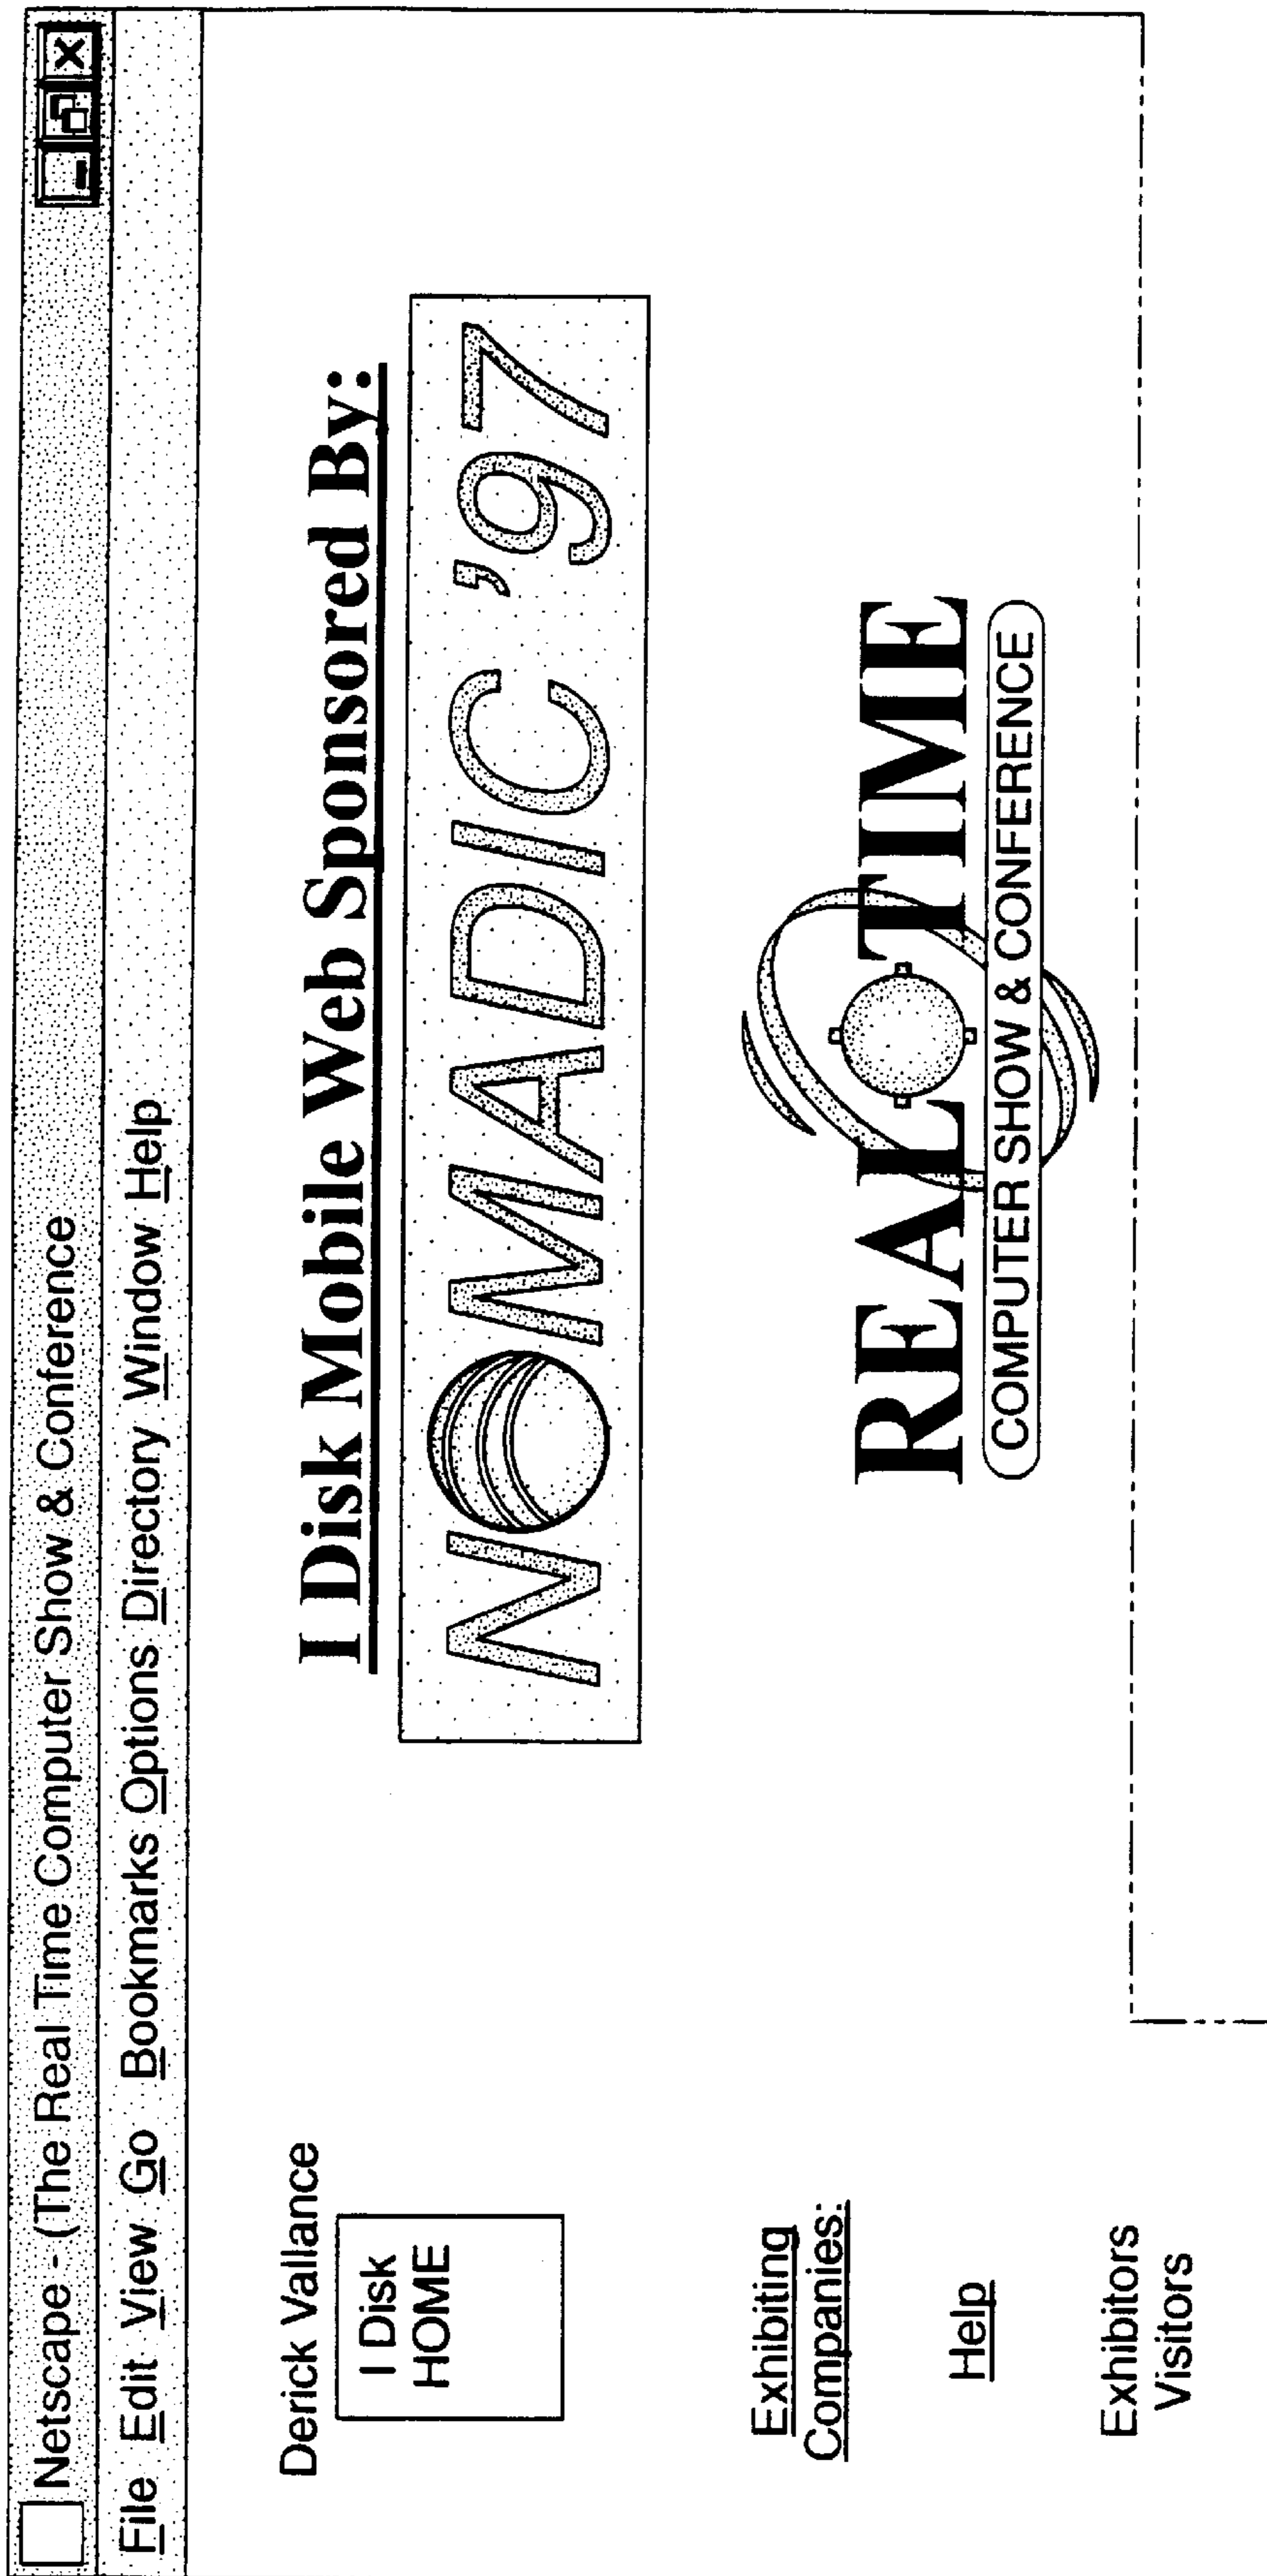 Netscape - (The Real Time Computer Show & Conference
File Edit View Go Bookmarks Options Directory Window Help
Derick Vallance
I Disk
HOME
Exhibiting
Companies:
Help
Exhibitors
Visitors
I Disk Mobile Web Sponsored By:
NOMADIC '97
REAL TIME
COMPUTER SHOW & CONFERENCE